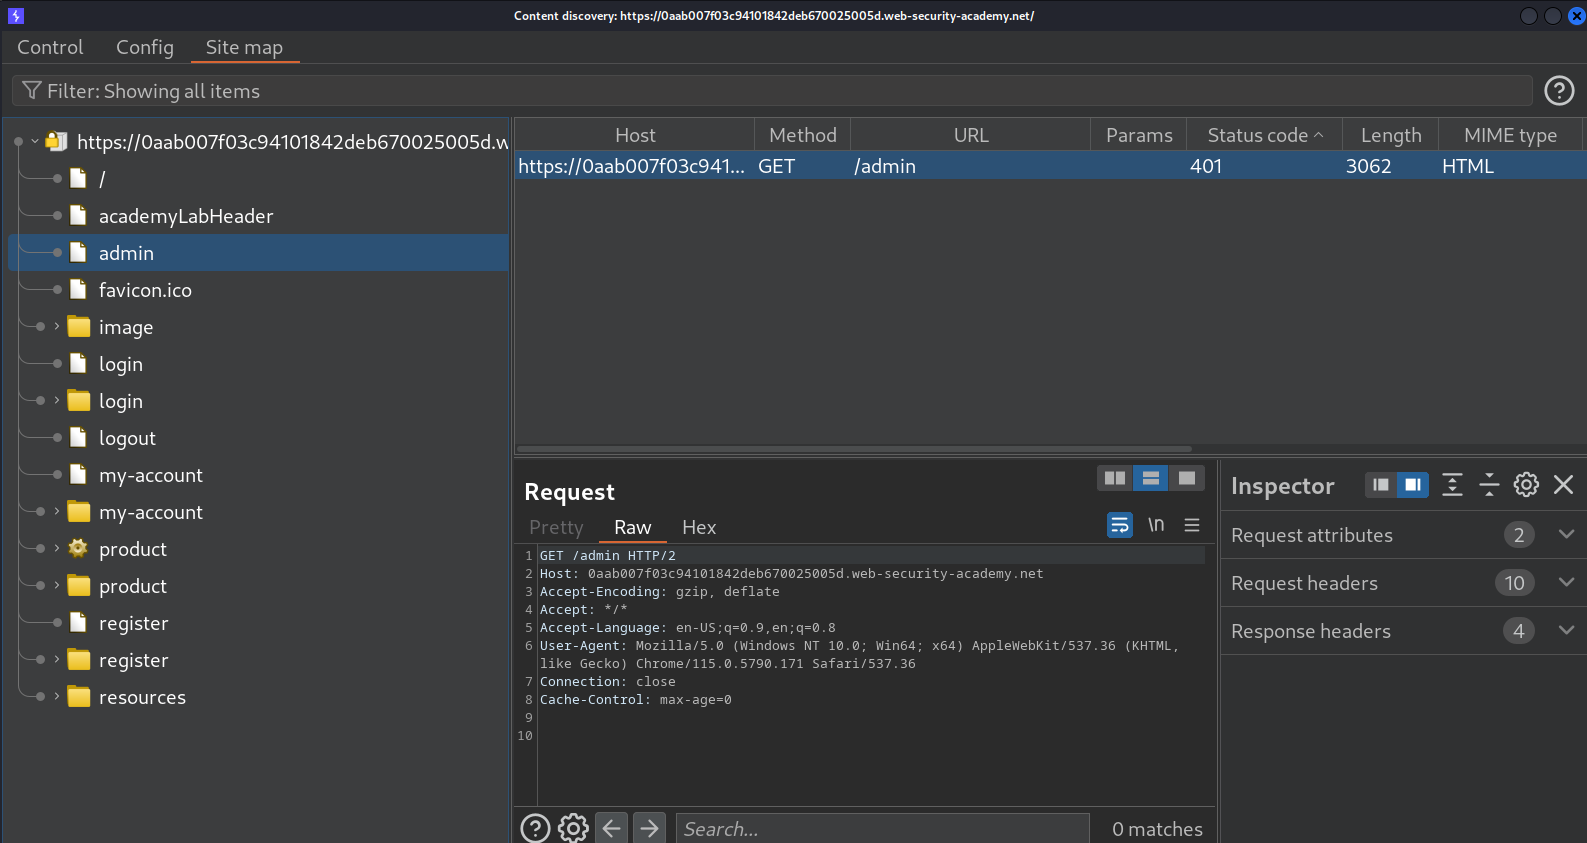 Content discovery: https://0aab007f03c94101842deb670025005d.web-security-academy.net/
Control Config Site map
Filter: Showing all items
https://0aab007f03c94101842deb670025005d.w
/
academyLabHeader
admin
favicon.ico
image
login
login
logout
my-account
my-account
product
product
register
register
resources
Host Method URL Params Status code Length MIME type
https://0aab007f03c941... GET /admin 401 3062 HTML
Request
Pretty Raw Hex \n
1 GET /admin HTTP/2
2 Host: 0aab007f03c94101842deb670025005d.web-security-academy.net
3 Accept-Encoding: gzip, deflate
4 Accept: */*
5 Accept-Language: en-US;q=0.9,en;q=0.8
6 User-Agent: Mozilla/5.0 (Windows NT 10.0; Win64; x64) AppleWebKit/537.36 (KHTML,
like Gecko) Chrome/115.0.5790.171 Safari/537.36
7 Connection: close
8 Cache-Control: max-age=0
9
10
Search...
0 matches
Inspector
Request attributes 2
Request headers 10
Response headers 4